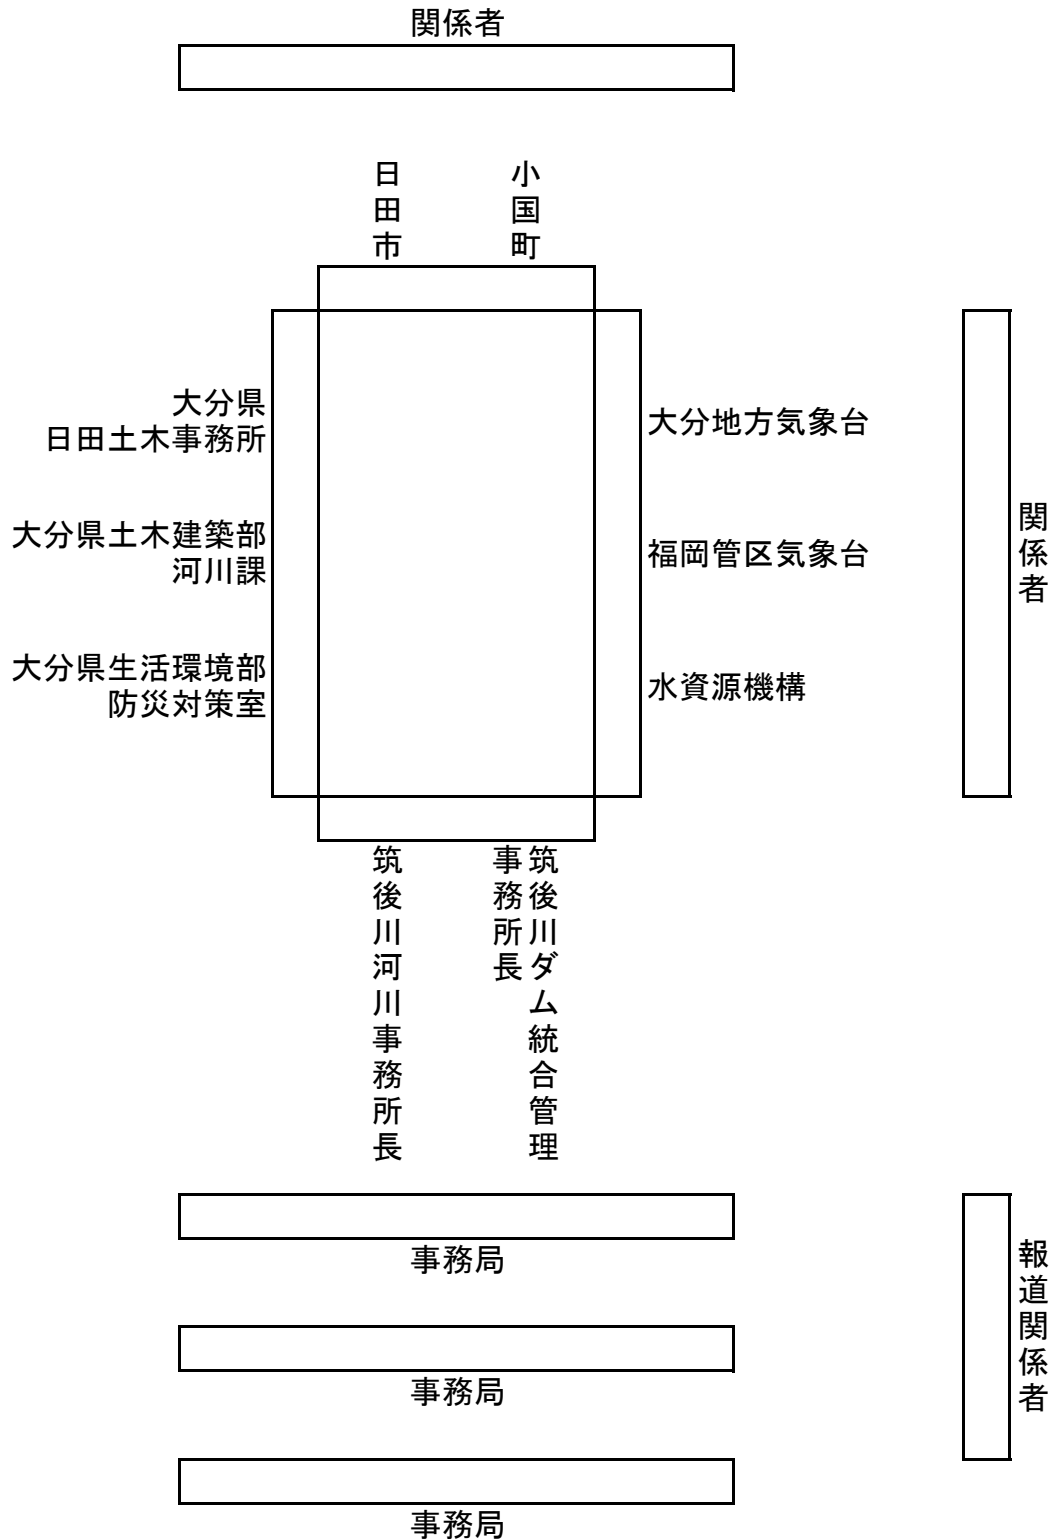 関係者
日田市
小国町
大分県
日田土木事務所
大分県土木建築部
河川課
大分県生活環境部
防災対策室
大分地方気象台
福岡管区気象台
水資源機構
関係者
筑後川河川事務所長
筑後川ダム統合管理
事務所長
事務局
事務局
事務局
報道関係者